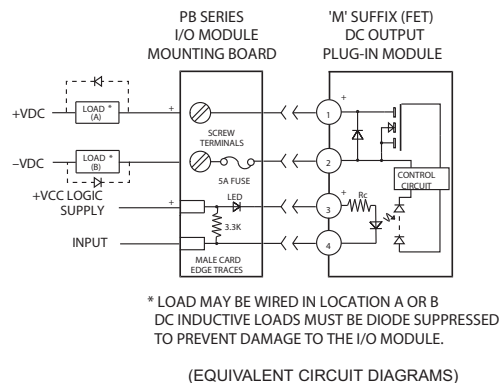 PB SERIES
I/O MODULE
MOUNTING BOARD
'M' SUFFIX (FET)
DC OUTPUT
PLUG-IN MODULE
+VDC
LOAD *
(A)
+
1
+
SCREW
TERMINALS
–VDC
LOAD *
(B)
5A FUSE
2
CONTROL
CIRCUIT
+VCC LOGIC
SUPPLY
+
LED
3
+
Rc
3.3K
INPUT
4
MALE CARD
EDGE TRACES
* LOAD MAY BE WIRED IN LOCATION A OR B
DC INDUCTIVE LOADS MUST BE DIODE SUPPRESSED
TO PREVENT DAMAGE TO THE I/O MODULE.
(EQUIVALENT CIRCUIT DIAGRAMS)